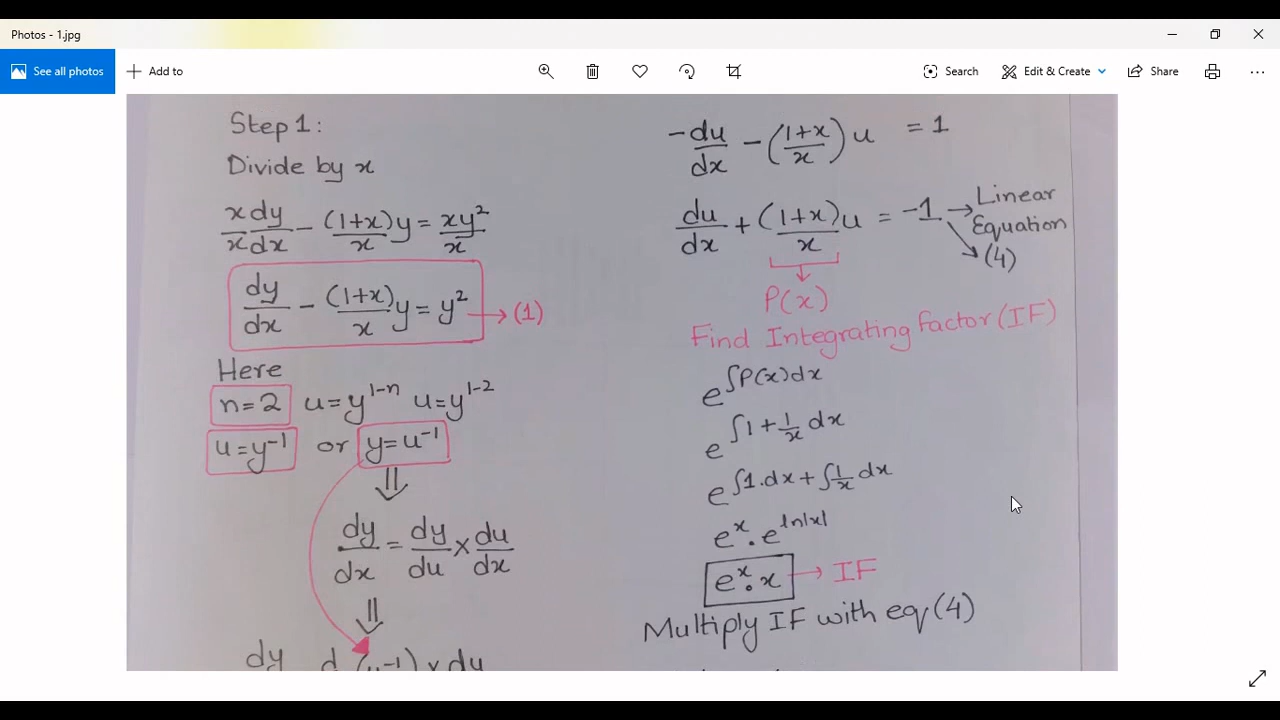 Photos - 1.jpg
See all photos
Add to
Search
Edit & Create
Share
Step 1:
Divide by x
x/x dy/dx - (1+x)/x y = xy²/x
dy/dx - (1+x)/x y = y² → (1)
Here
n=2 u=y^1-n u=y^1-2
u=y^-1 or y=u^-1
⇓
dy/dx = dy/du × du/dx
⇓
dy d (u^-1) × du
-du/dx - (1+x/x) u = 1
du/dx + (1+x)/x u = -1 → Linear
Equation
(4)
P(x)
Find Integrating factor (IF)
e^∫P(x)dx
e^∫1+1/x dx
e^∫1.dx+∫1/x dx
e^x . e^ln|x|
e^x . x → IF
Multiply IF with eq (4)